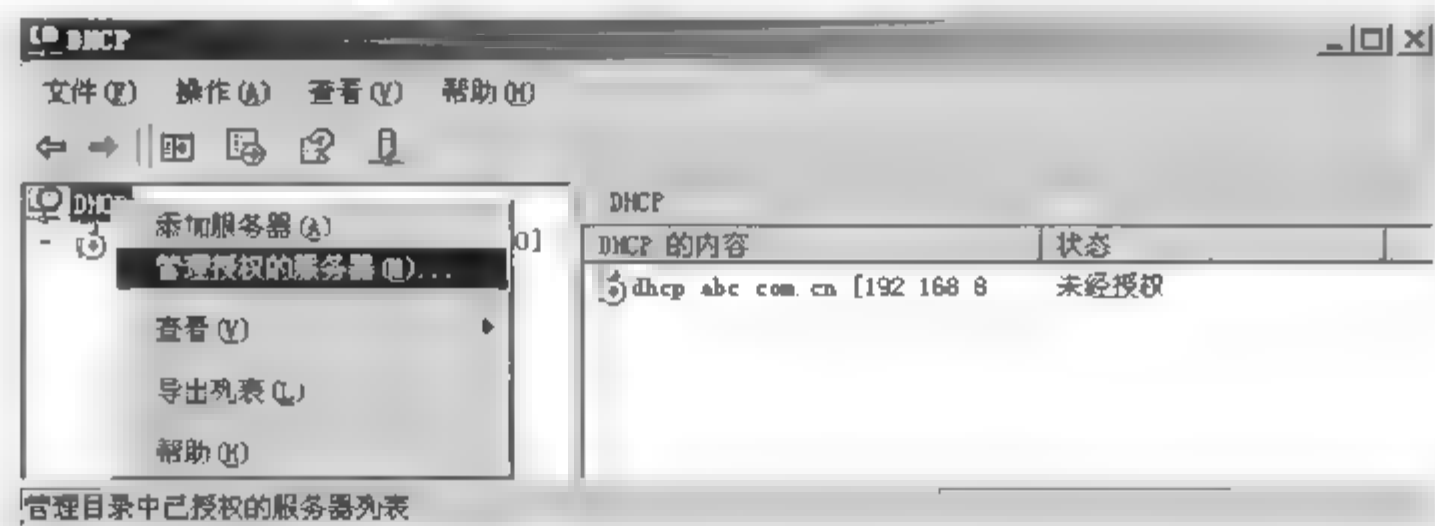 DHCP
文件(F) 操作(A) 查看(V) 帮助(H)
DHCP
添加服务器(A)
0]
管理授权的服务器(M)...
查看(V)
导出列表(L)
帮助(H)
DHCP
DHCP 的内容 状态
dhcp abc com. cn [192 168 8 未经授权
管理目录中已授权的服务器列表